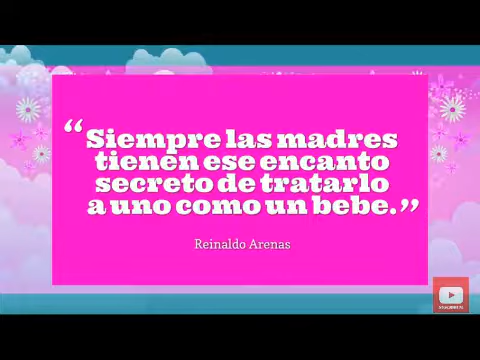 “Siempre las madres
tienen ese encanto
secreto de tratarlo
a uno como un bebe.”
Reinaldo Arenas